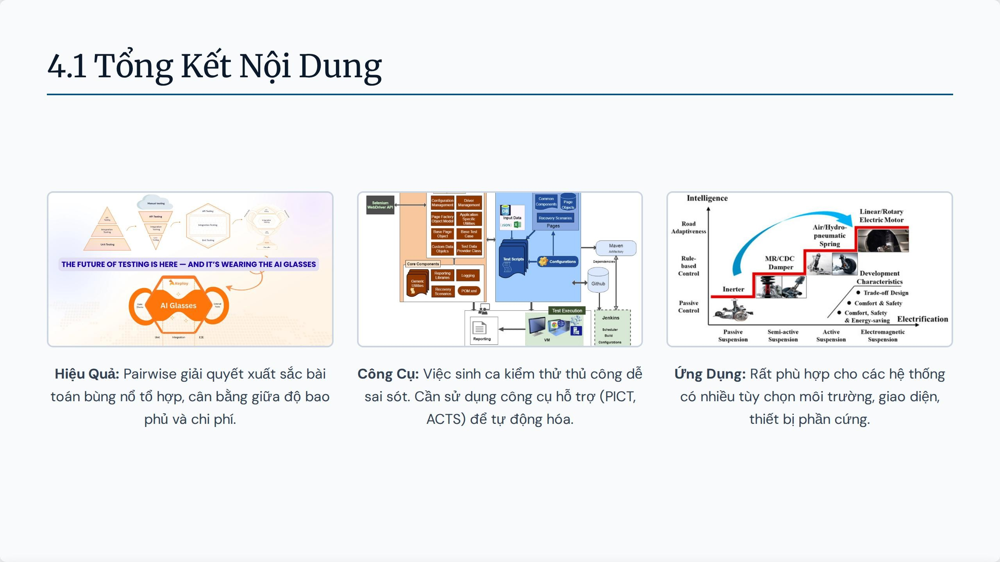 4.1 Tổng Kết Nội Dung
Manual testing
API
Testing
Integration
Testing
Unit Testing
API Testing
Integration
Testing
Unit
Testing
API Testing
Integration Testing
Unit Testing
Integration
Testing
THE FUTURE OF TESTING IS HERE — AND IT'S WEARING THE AI GLASSES
Keploy
AI Glasses
Static
Checks
External
Tests
Unit
Integration
E2E
Selenium
WebDriver API
Configuration
Management
Driver
Management
Page Factory
Object Model
Application
Specific
Utilities
Base Page
Object
Base Test
Case
Custom Data
Objetcs
Test Data
Provider Class
Core Components
Generic
Utilities
Reporting
Libraries
Logging
Recovery
Scenarios
POM.xml
DB
Input Data
{JSON}
Common
Components
Page
Objects
Recovery Scenarios
Pages
Test Scripts
Configurations
Maven
Artifactory
Dependencies
Github
Test Execution
Reporting
VM
Jenkins
Scheduler
Build
Configurations
Intelligence
Road
Adaptiveness
Rule-
based
Control
Passive
Control
Inerter
MR/CDC
Damper
Air/Hydro-
pneumatic
Spring
Linear/Rotary
Electric Motor
Development
Characteristics
● Trade-off Design
● Comfort & Safety
● Comfort, Safety
& Energy-saving
Electrification
Passive
Suspension
Semi-active
Suspension
Active
Suspension
Electromagnetic
Suspension
Hiệu Quả: Pairwise giải quyết xuất sắc bài
toán bùng nổ tổ hợp, cân bằng giữa độ bao
phủ và chi phí.
Công Cụ: Việc sinh ca kiểm thử thủ công dễ
sai sót. Cần sử dụng công cụ hỗ trợ (PICT,
ACTS) để tự động hóa.
Ứng Dụng: Rất phù hợp cho các hệ thống
có nhiều tùy chọn môi trường, giao diện,
thiết bị phần cứng.